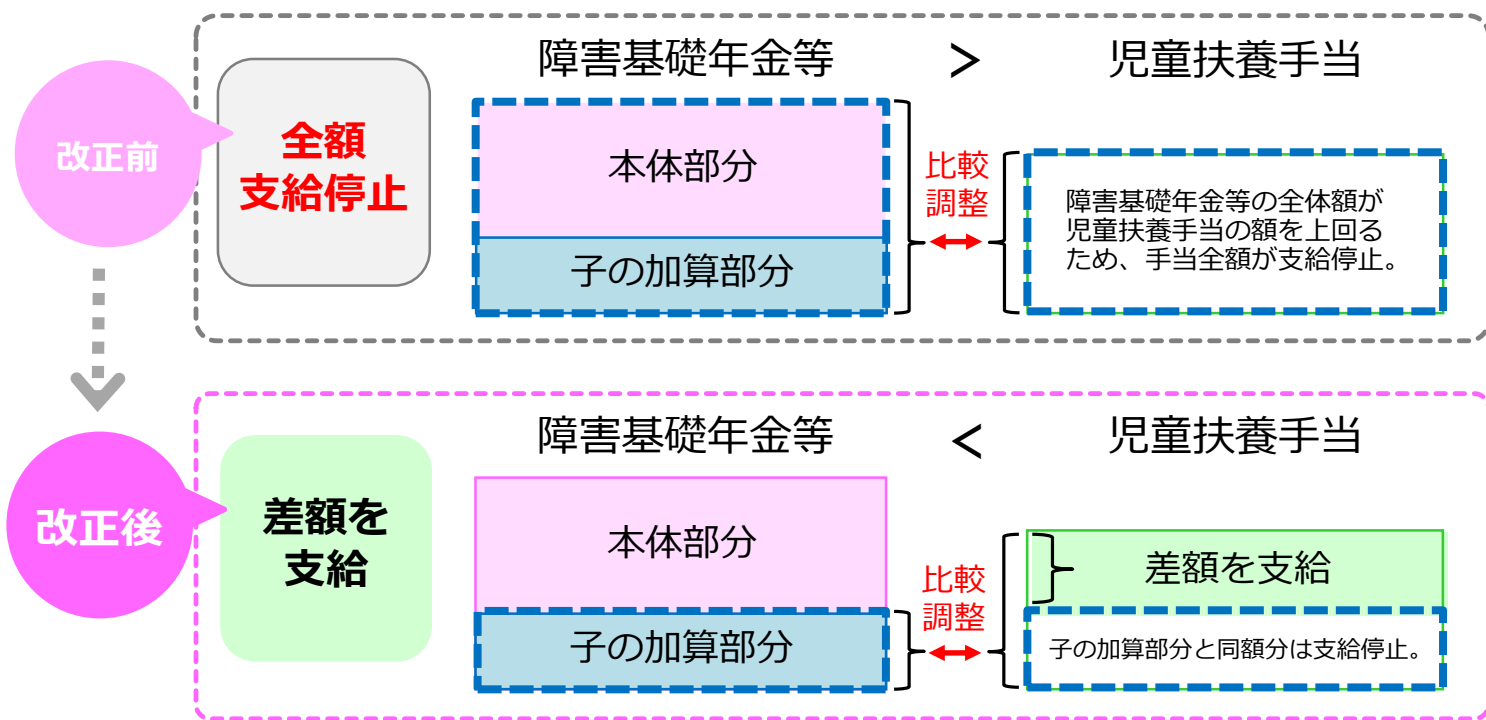 障害基礎年金等 > 児童扶養手当
改正前
全額
支給停止
本体部分
子の加算部分
比較
調整
障害基礎年金等の全体額が
児童扶養手当の額を上回る
ため、手当全額が支給停止。
障害基礎年金等 < 児童扶養手当
改正後
差額を
支給
本体部分
子の加算部分
比較
調整
差額を支給
子の加算部分と同額分は支給停止。